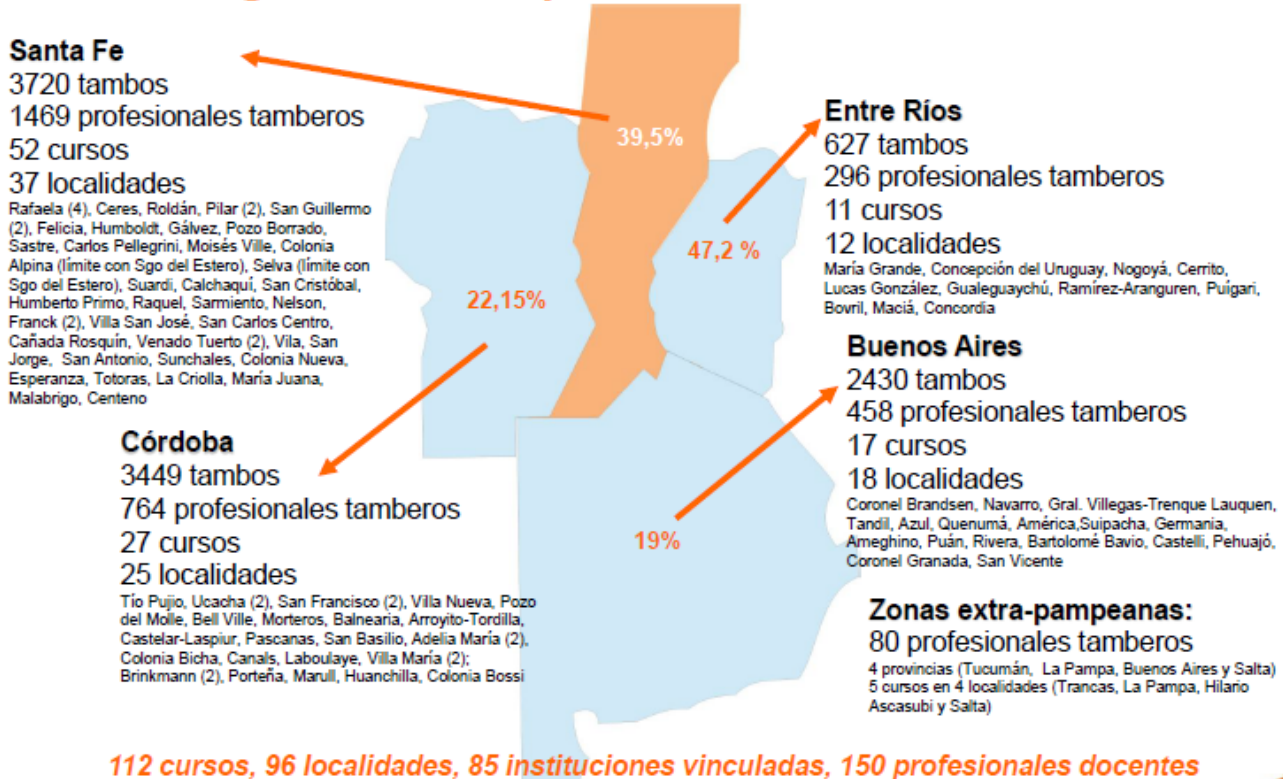 Santa Fe
3720 tambos
1469 profesionales tamberos
52 cursos
37 localidades
Rafaela (4), Ceres, Roldán, Pilar (2), San Guillermo
(2), Felicia, Humboldt, Gálvez, Pozo Borrado,
Sastre, Carlos Pellegrini, Moisés Ville, Colonia
Alpina (límite con Sgo del Estero), Selva (límite con
Sgo del Estero), Suardi, Calchaquí, San Cristóbal,
Humberto Primo, Raquel, Sarmiento, Nelson,
Franck (2), Villa San José, San Carlos Centro,
Cañada Rosquín, Venado Tuerto (2), Vila, San
Jorge, San Antonio, Sunchales, Colonia Nueva,
Esperanza, Totoras, La Criolla, María Juana,
Malabrigo, Centeno
39,5%
47,2 %
22,15%
19%
Entre Ríos
627 tambos
296 profesionales tamberos
11 cursos
12 localidades
María Grande, Concepción del Uruguay, Nogoyá, Cerrito,
Lucas González, Gualeguaychú, Ramírez-Aranguren, Puígari,
Bovril, Maciá, Concordia
Córdoba
3449 tambos
764 profesionales tamberos
27 cursos
25 localidades
Tío Pujio, Ucacha (2), San Francisco (2), Villa Nueva, Pozo
del Molle, Bell Ville, Morteros, Balnearia, Arroyito-Tordilla,
Castelar-Laspiur, Pascanas, San Basilio, Adelia María (2),
Colonia Bicha, Canals, Laboulaye, Villa María (2);
Brinkmann (2), Porteña, Marull, Huanchilla, Colonia Bossi
Buenos Aires
2430 tambos
458 profesionales tamberos
17 cursos
18 localidades
Coronel Brandsen, Navarro, Gral. Villegas-Trenque Lauquen,
Tandil, Azul, Quenumá, América,Suipacha, Germania,
Ameghino, Puán, Rivera, Bartolomé Bavio, Castelli, Pehuajó,
Coronel Granada, San Vicente
Zonas extra-pampeanas:
80 profesionales tamberos
4 provincias (Tucumán, La Pampa, Buenos Aires y Salta)
5 cursos en 4 localidades (Trancas, La Pampa, Hilario
Ascasubi y Salta)
112 cursos, 96 localidades, 85 instituciones vinculadas, 150 profesionales docentes